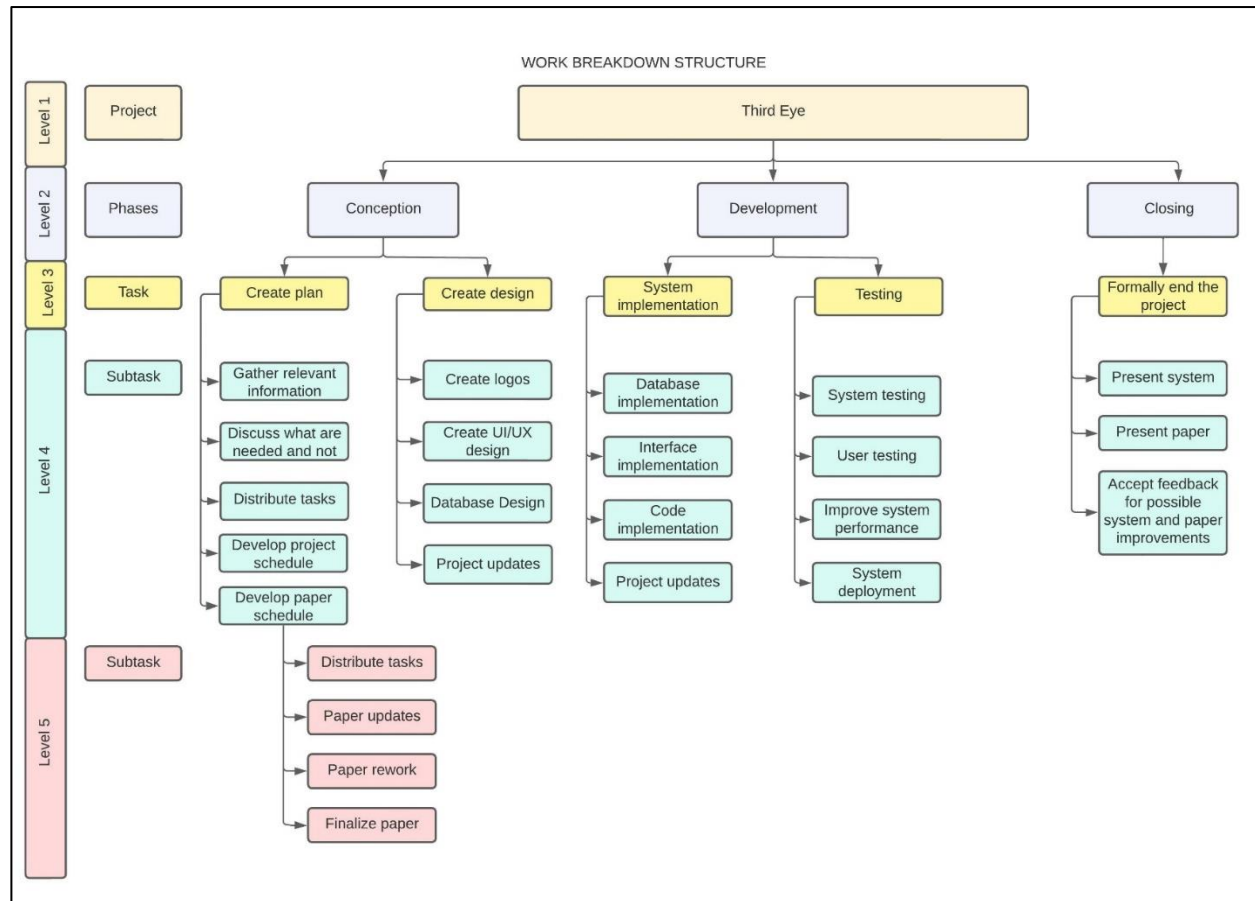 WORK BREAKDOWN STRUCTURE
Level 1
Project
Third Eye
Level 2
Phases
Conception
Development
Closing
Level 3
Task
Create plan
Create design
System
implementation
Testing
Formally end the
project
Level 4
Subtask
Gather relevant
information
Discuss what are
needed and not
Distribute tasks
Develop project
schedule
Develop paper
schedule
Create logos
Create UI/UX
design
Database Design
Project updates
Database
implementation
Interface
implementation
Code
implementation
Project updates
System testing
User testing
Improve system
performance
System
deployment
Present system
Present paper
Accept feedback
for possible
system and paper
improvements
Level 5
Subtask
Distribute tasks
Paper updates
Paper rework
Finalize paper